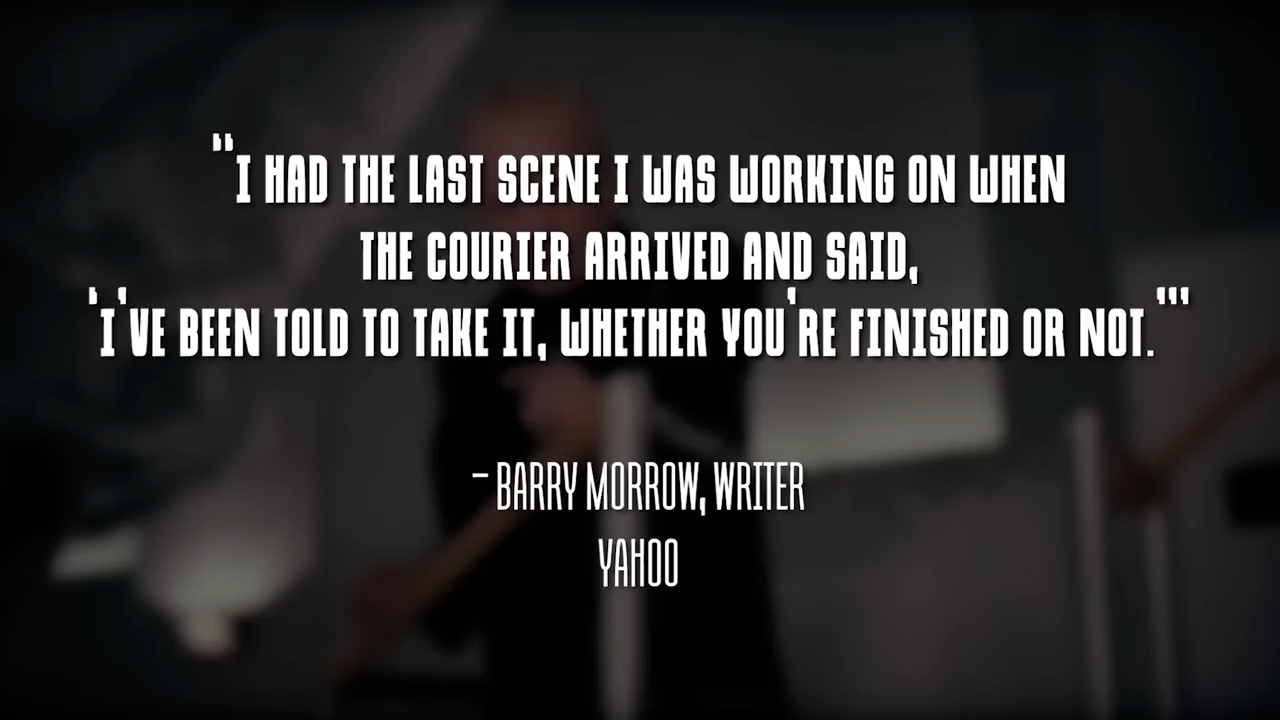 "I HAD THE LAST SCENE I WAS WORKING ON WHEN
THE COURIER ARRIVED AND SAID,
'I'VE BEEN TOLD TO TAKE IT, WHETHER YOU'RE FINISHED OR NOT.'"
– BARRY MORROW, WRITER
YAHOO